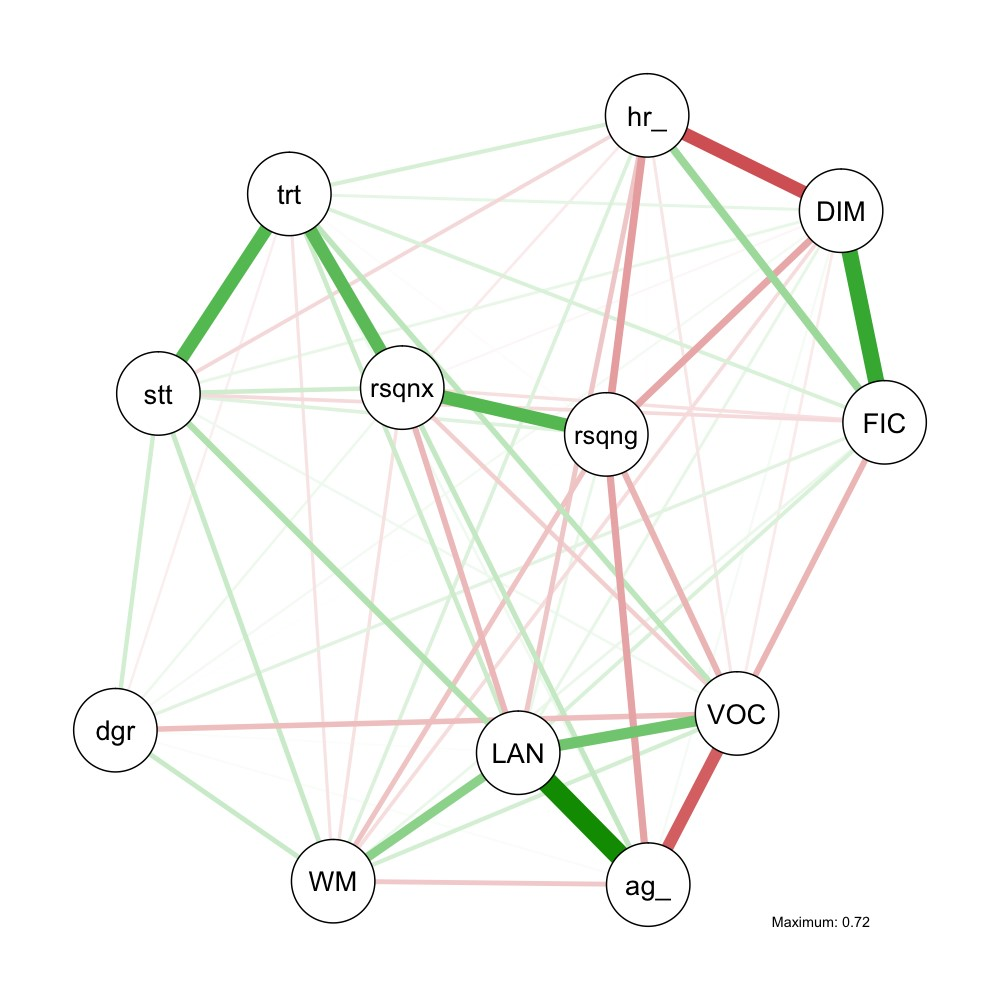 hr_
trt
DIM
stt
rsqnx
rsqng
FIC
dgr
LAN
VOC
WM
ag_
Maximum: 0.72